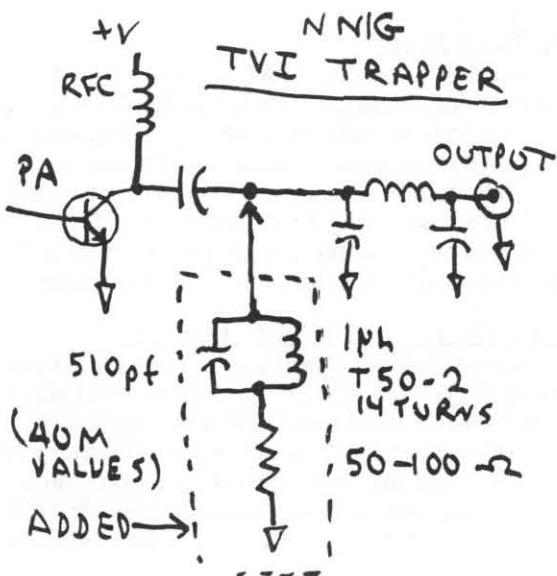 +V
NN1G
TVI TRAPPER
RFC
PA
OUTPUT
510pf
1μh
T50-2
14 TURNS
(40M
VALUES)
50-100 Ω
ADDED